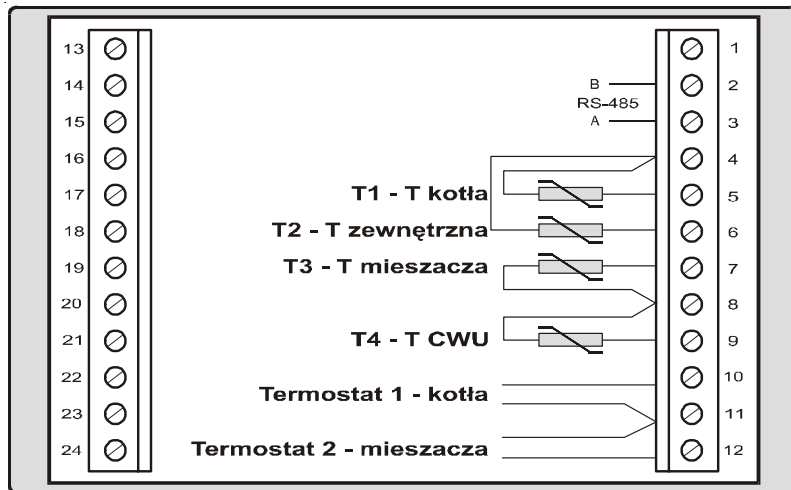 13
14
15
16
17
18
19
20
21
22
23
24
B
RS-485
A
T1 - T kotła
T2 - T zewnętrzna
T3 - T mieszacza
T4 - T CWU
Termostat 1 - kotła
Termostat 2 - mieszacza
1
2
3
4
5
6
7
8
9
10
11
12